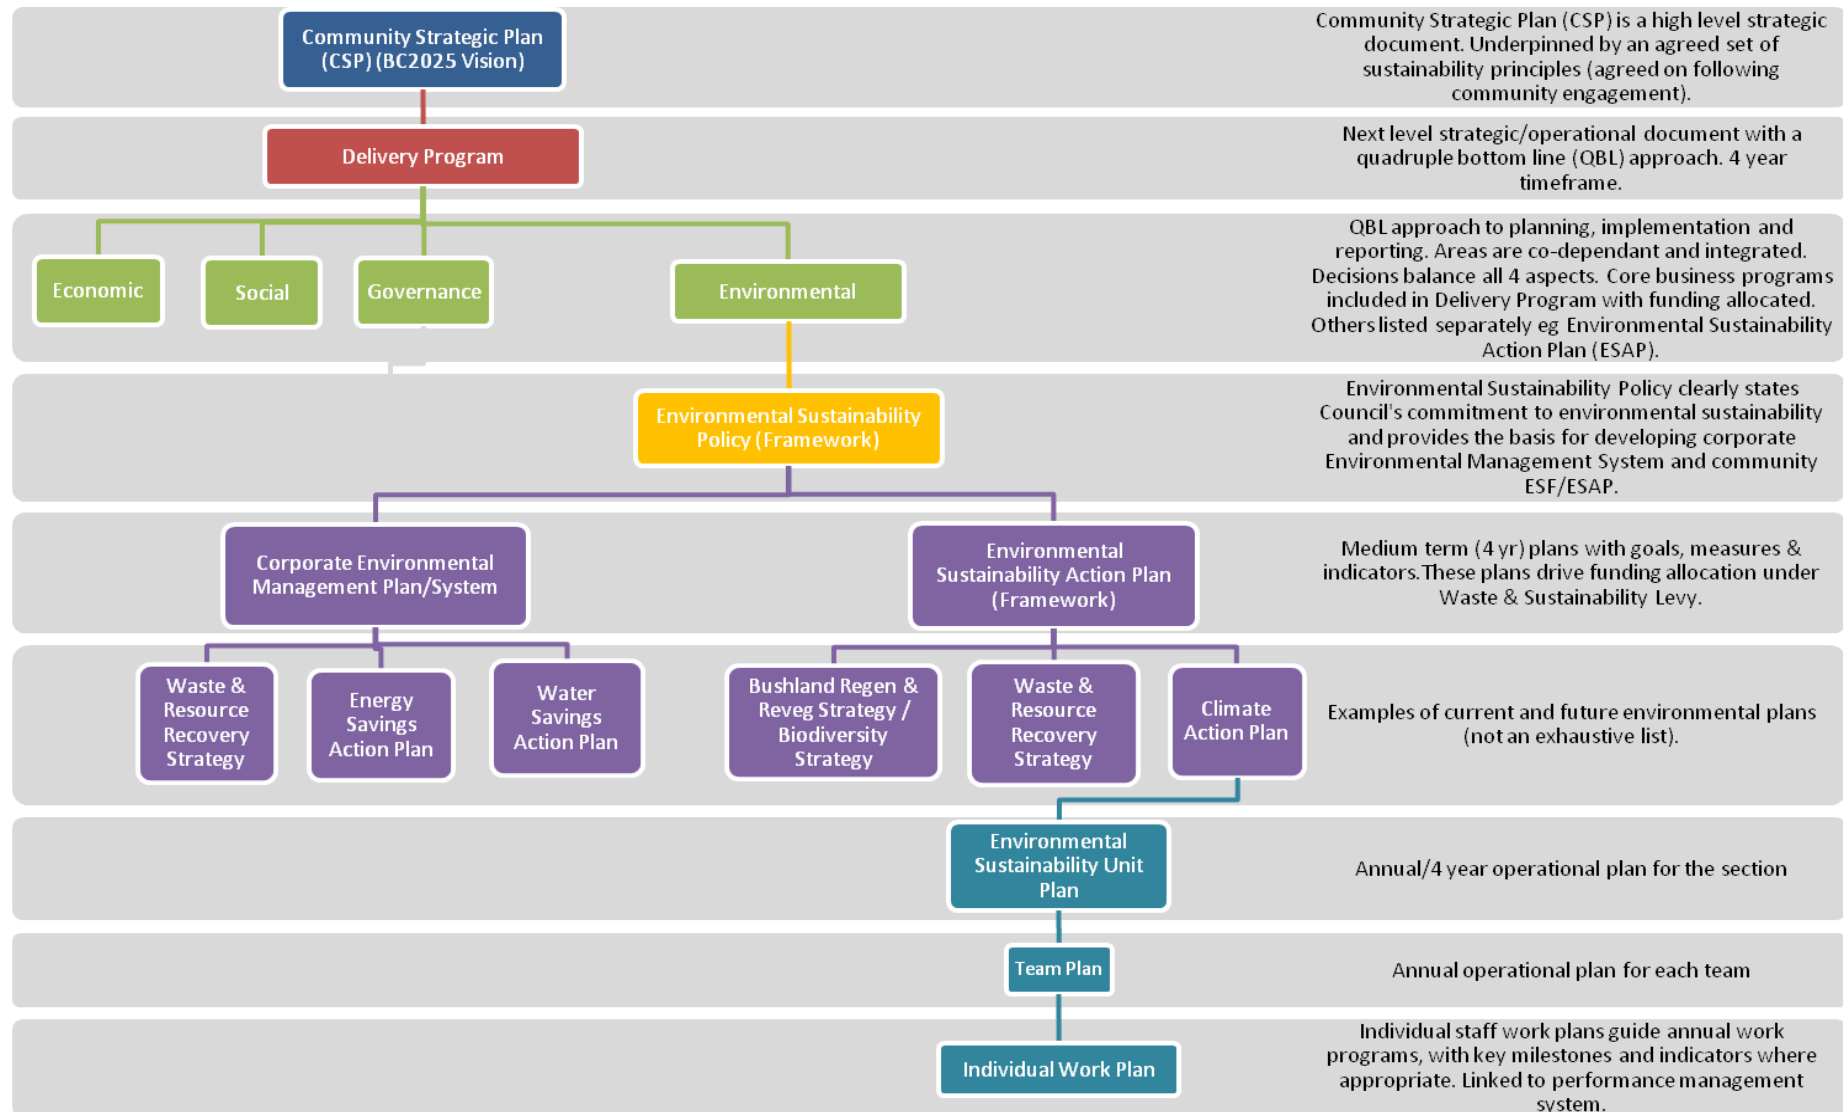 Community Strategic Plan
(CSP) (BC2025 Vision)
Community Strategic Plan (CSP) is a high level strategic
document. Underpinned by an agreed set of
sustainability principles (agreed on following
community engagement).
Delivery Program
Next level strategic/operational document with a
quadruple bottom line (QBL) approach. 4 year
timeframe.
Economic
Social
Governance
Environmental
QBL approach to planning, implementation and
reporting. Areas are co-dependant and integrated.
Decisions balance all 4 aspects. Core business programs
included in Delivery Program with funding allocated.
Others listed separately eg Environmental Sustainability
Action Plan (ESAP).
Environmental Sustainability
Policy (Framework)
Environmental Sustainability Policy clearly states
Council's commitment to environmental sustainability
and provides the basis for developing corporate
Environmental Management System and community
ESF/ESAP.
Corporate Environmental
Management Plan/System
Environmental
Sustainability Action Plan
(Framework)
Medium term (4 yr) plans with goals, measures &
indicators.These plans drive funding allocation under
Waste & Sustainability Levy.
Waste &
Resource
Recovery
Strategy
Energy
Savings
Action Plan
Water
Savings
Action Plan
Bushland Regen &
Reveg Strategy /
Biodiversity
Strategy
Waste &
Resource
Recovery
Strategy
Climate
Action Plan
Examples of current and future environmental plans
(not an exhaustive list).
Environmental
Sustainability Unit
Plan
Annual/4 year operational plan for the section
Team Plan
Annual operational plan for each team
Individual Work Plan
Individual staff work plans guide annual work
programs, with key milestones and indicators where
appropriate. Linked to performance management
system.